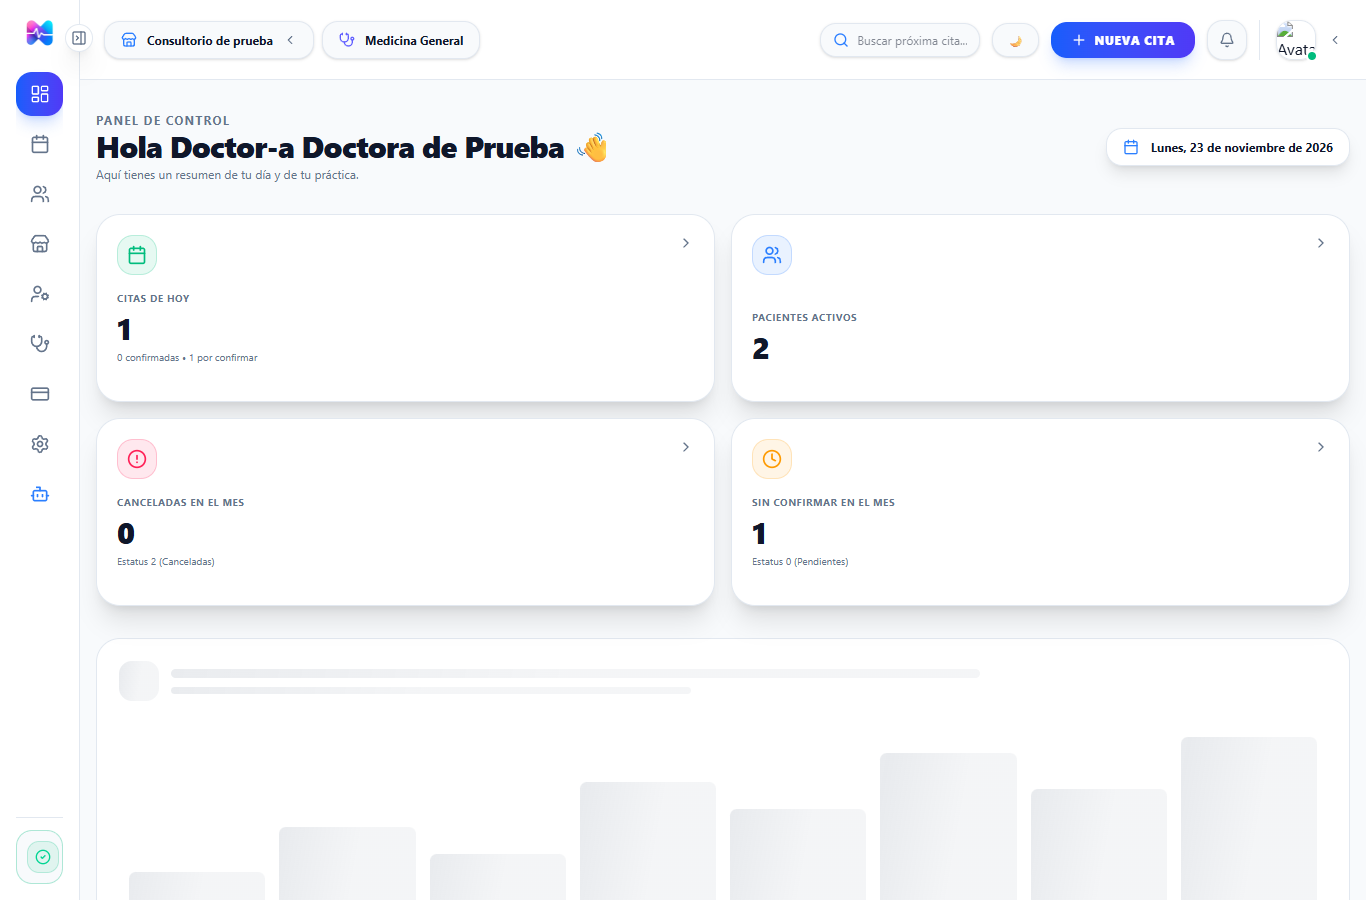 Consultorio de prueba
Medicina General
Buscar próxima cita...
NUEVA CITA
PANEL DE CONTROL
Hola Doctor-a Doctora de Prueba 👋
Aquí tienes un resumen de tu día y de tu práctica.
Lunes, 23 de noviembre de 2026
CITAS DE HOY
1
0 confirmadas • 1 por confirmar
PACIENTES ACTIVOS
2
CANCELADAS EN EL MES
0
Estatus 2 (Canceladas)
SIN CONFIRMAR EN EL MES
1
Estatus 0 (Pendientes)